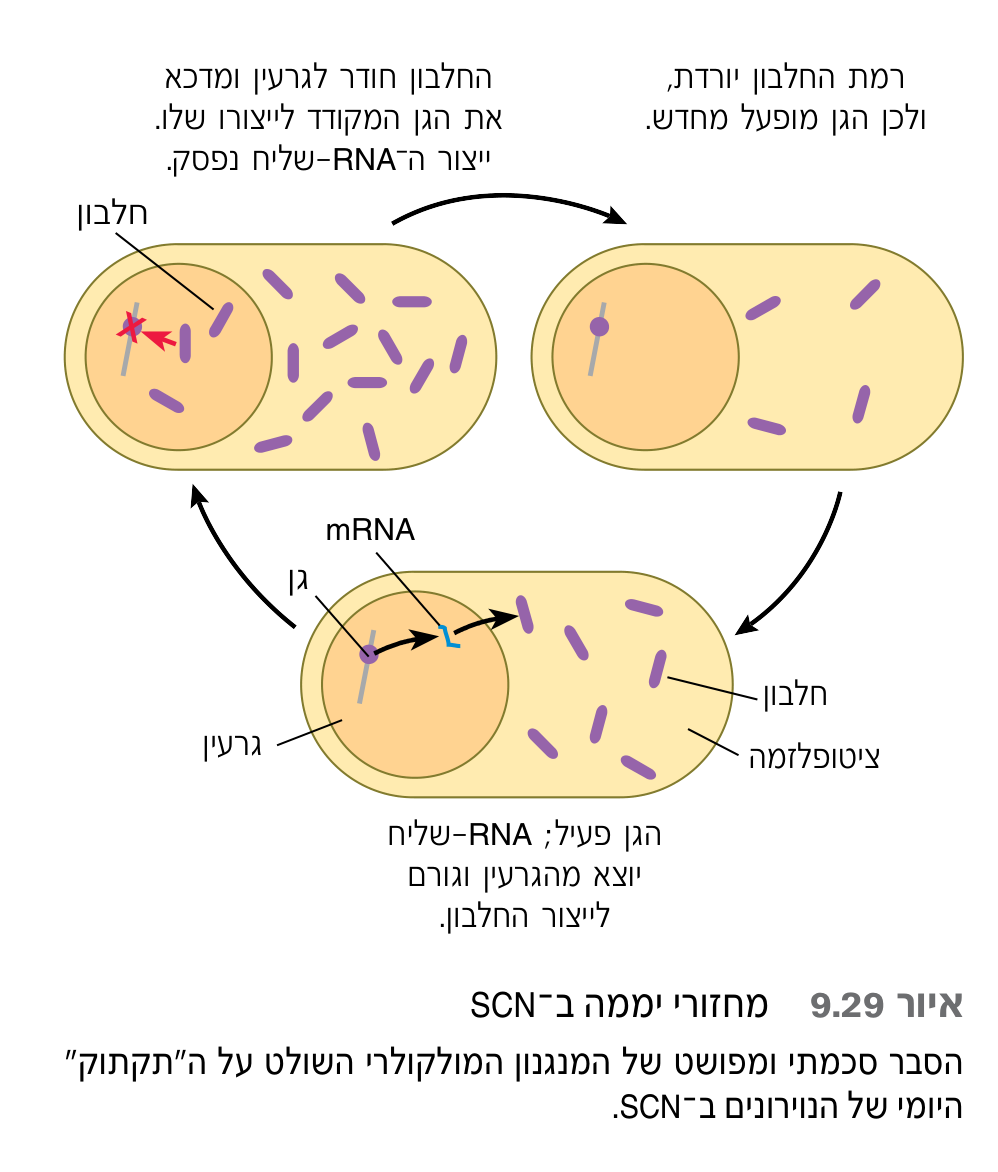 החלבון חודר לגרעין ומדכא
את הגן המקודד לייצורו שלו.
ייצור ה־RNA-שליח נפסק.
רמת החלבון יורדת,
ולכן הגן מופעל מחדש.
חלבון
mRNA
גן
חלבון
גרעין
ציטופלזמה
הגן פעיל; RNA-שליח
יוצא מהגרעין וגורם
לייצור החלבון.
איור 9.29 מחזורי יממה ב־SCN
הסבר סכמתי ומפושט של המנגנון המולקולרי השולט על ה"תקתוק"
היומי של הנוירונים ב־SCN.